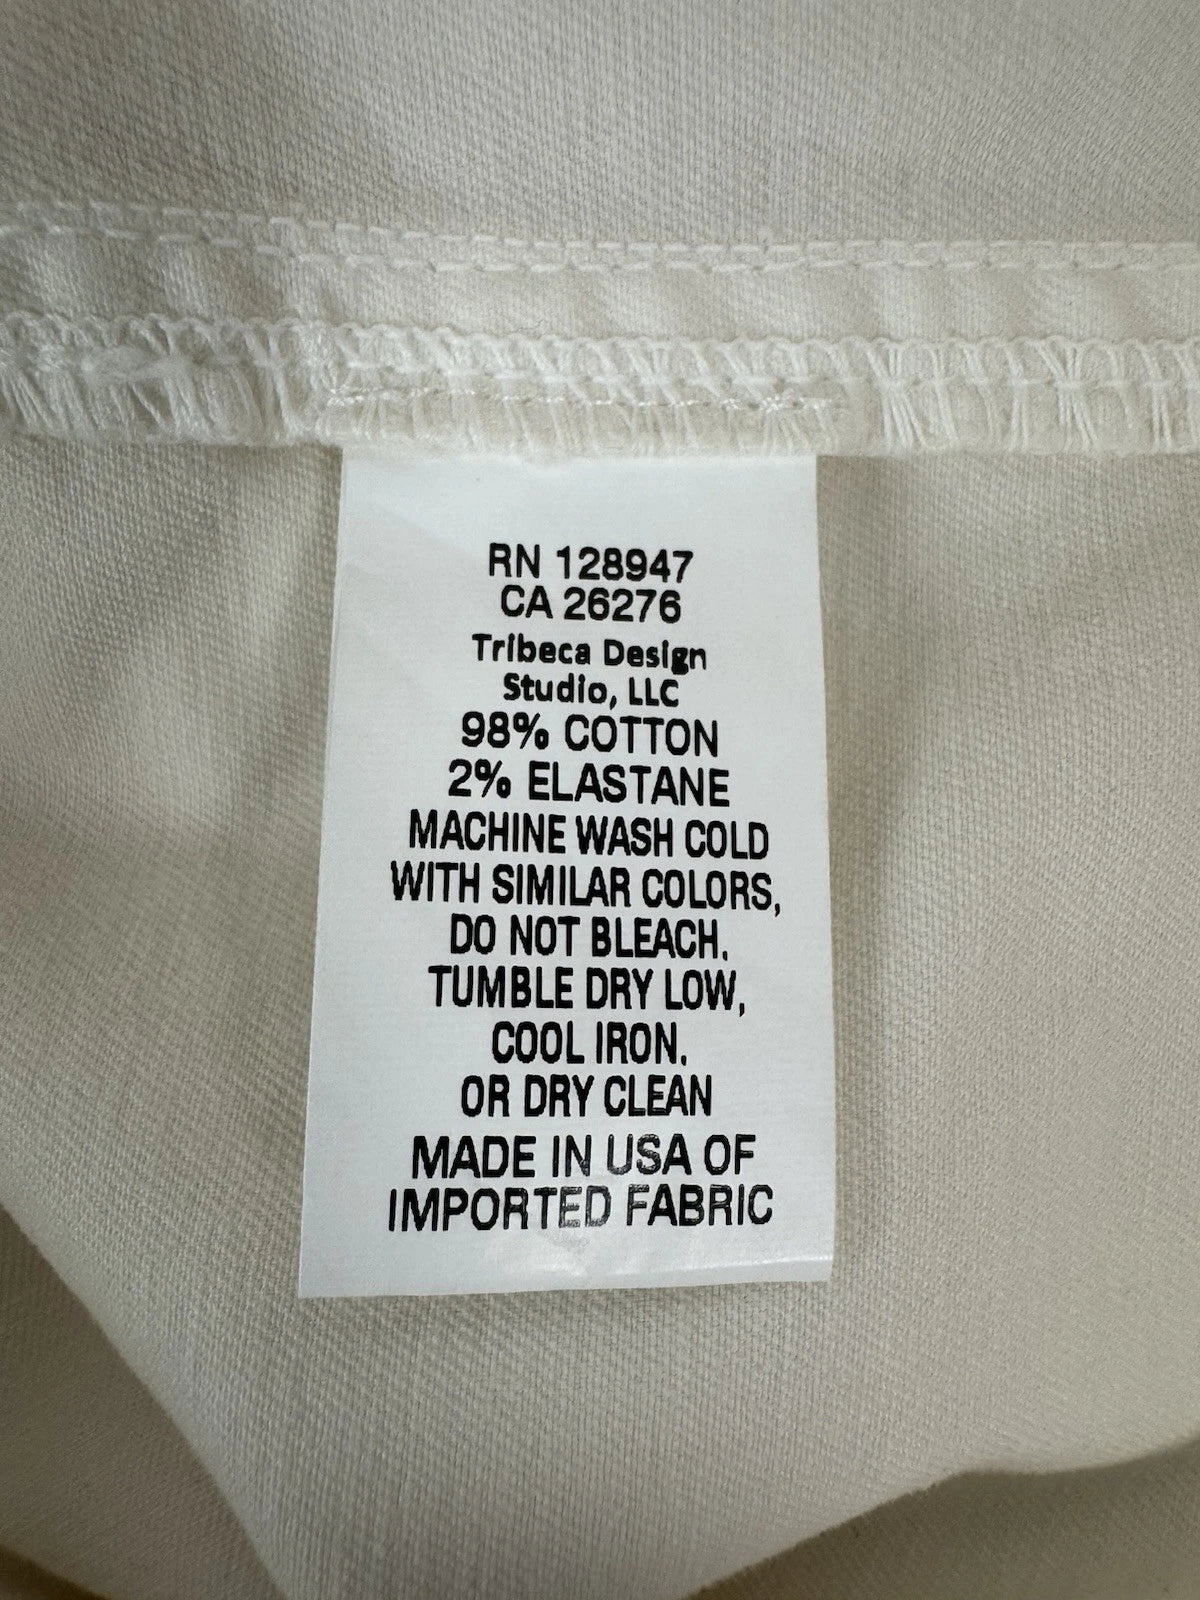 RN 128947
CA 26276
Tribeca Design
Studio, LLC
98% COTTON
2% ELASTANE
MACHINE WASH COLD
WITH SIMILAR COLORS,
DO NOT BLEACH.
TUMBLE DRY LOW,
COOL IRON.
OR DRY CLEAN
MADE IN USA OF
IMPORTED FABRIC